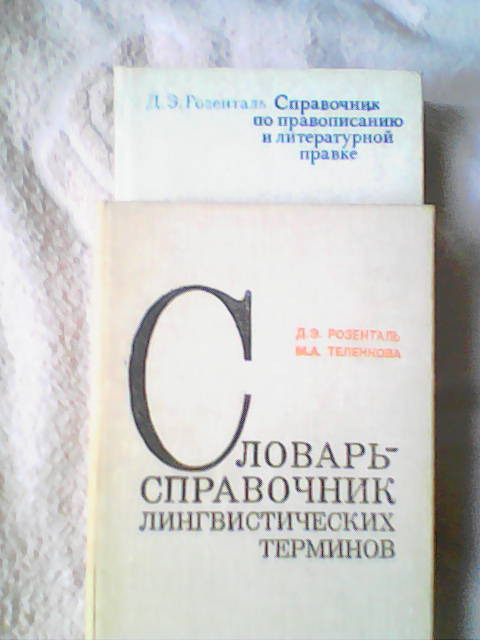 Д. Э. Розенталь Справочник
по правописанию
и литературной
правке
Д. Э. РОЗЕНТАЛЬ
М. А. ТЕЛЕНКОВА
СЛОВАРЬ-
СПРАВОЧНИК
ЛИНГВИСТИЧЕСКИХ
ТЕРМИНОВ